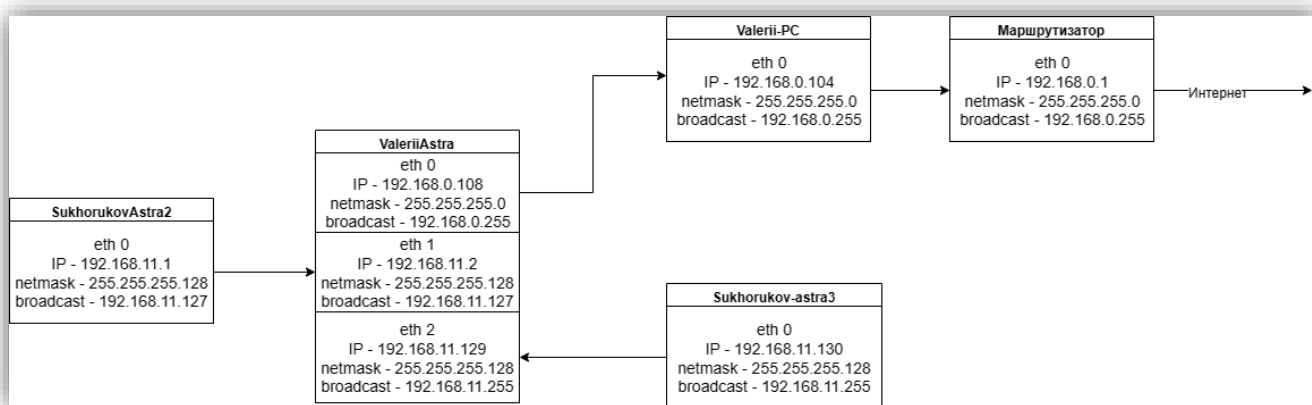 Valerii-PC
eth 0
IP - 192.168.0.104
netmask - 255.255.255.0
broadcast - 192.168.0.255
Маршрутизатор
eth 0
IP - 192.168.0.1
netmask - 255.255.255.0
broadcast - 192.168.0.255
Интернет
ValeriiAstra
eth 0
IP - 192.168.0.108
netmask - 255.255.255.0
broadcast - 192.168.0.255
eth 1
IP - 192.168.11.2
netmask - 255.255.255.128
broadcast - 192.168.11.127
eth 2
IP - 192.168.11.129
netmask - 255.255.255.128
broadcast - 192.168.11.255
SukhorukovAstra2
eth 0
IP - 192.168.11.1
netmask - 255.255.255.128
broadcast - 192.168.11.127
Sukhorukov-astra3
eth 0
IP - 192.168.11.130
netmask - 255.255.255.128
broadcast - 192.168.11.255